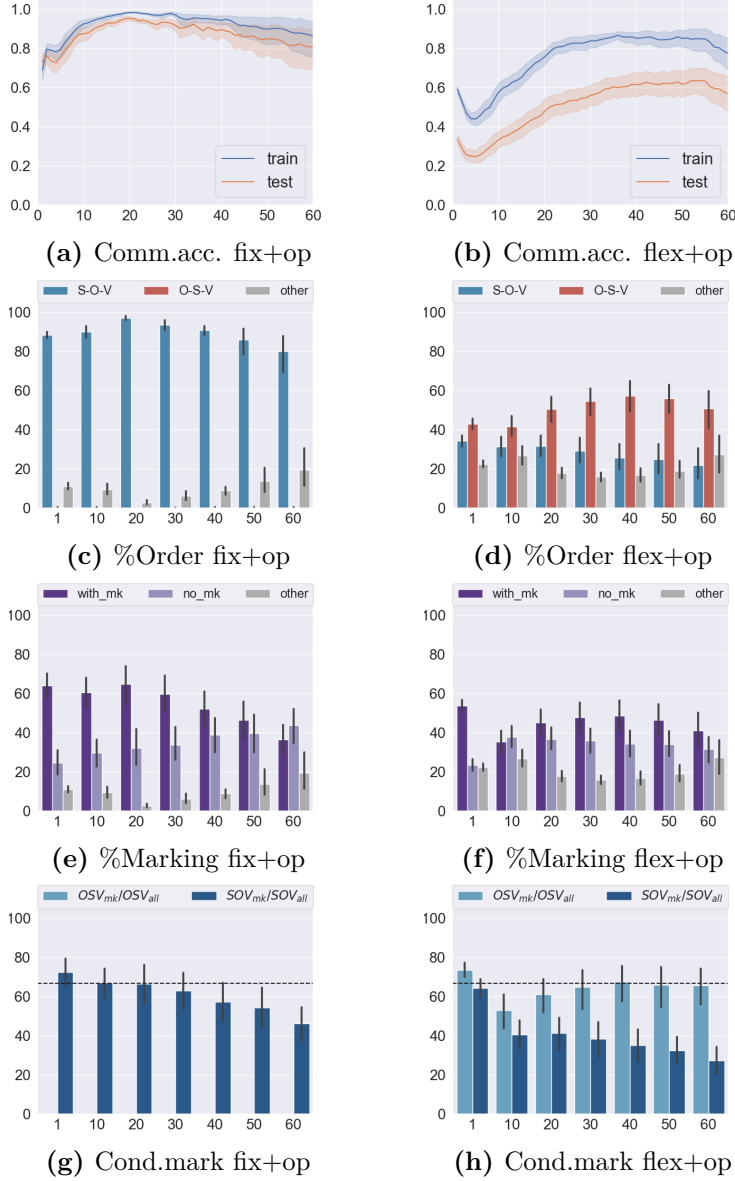 1.0
0.8
0.6
0.4
0.2
0.0
train
test
0 10 20 30 40 50 60
(a) Comm.acc. fix+op
1.0
0.8
0.6
0.4
0.2
0.0
train
test
0 10 20 30 40 50 60
(b) Comm.acc. flex+op
S-O-V O-S-V other
100
80
60
40
20
0
1 10 20 30 40 50 60
(c) %Order fix+op
S-O-V O-S-V other
100
80
60
40
20
0
1 10 20 30 40 50 60
(d) %Order flex+op
with_mk no_mk other
100
80
60
40
20
0
1 10 20 30 40 50 60
(e) %Marking fix+op
with_mk no_mk other
100
80
60
40
20
0
1 10 20 30 40 50 60
(f) %Marking flex+op
OSV_mk/OSV_all SOV_mk/SOV_all
100
80
60
40
20
0
1 10 20 30 40 50 60
(g) Cond.mark fix+op
OSV_mk/OSV_all SOV_mk/SOV_all
100
80
60
40
20
0
1 10 20 30 40 50 60
(h) Cond.mark flex+op